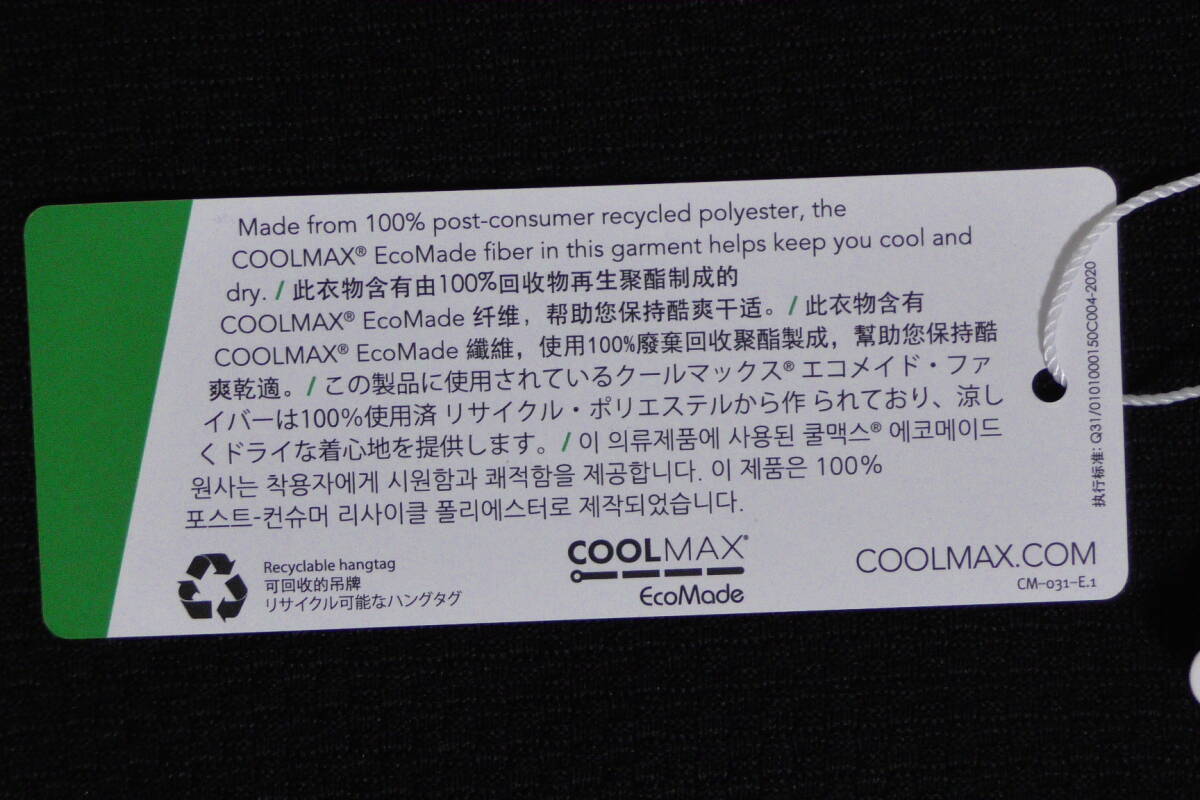 Made from 100% post-consumer recycled polyester, the
COOLMAX® EcoMade fiber in this garment helps keep you cool and
dry. / 此衣物含有由100%回收物再生聚酯制成的
COOLMAX® EcoMade 纤维，帮助您保持酷爽干适。/ 此衣物含有
COOLMAX® EcoMade 纖維，使用100%廢棄回收聚酯製成，幫助您保持酷
爽乾適。/ この製品に使用されているクールマックス® エコメイド・ファ
イバーは100%使用済 リサイクル・ポリエステルから作 られており、涼し
くドライな着心地を提供します。/ 이 의류제품에 사용된 쿨맥스® 에코메이드
원사는 착용자에게 시원함과 쾌적함을 제공합니다. 이 제품은 100%
포스트-컨슈머 리사이클 폴리에스터로 제작되었습니다.
Recyclable hangtag
可回收的吊牌
リサイクル可能なハングタグ
COOLMAX®
EcoMade
COOLMAX.COM
CM-031-E.1
执行标准: Q31/0101000150C004-2020